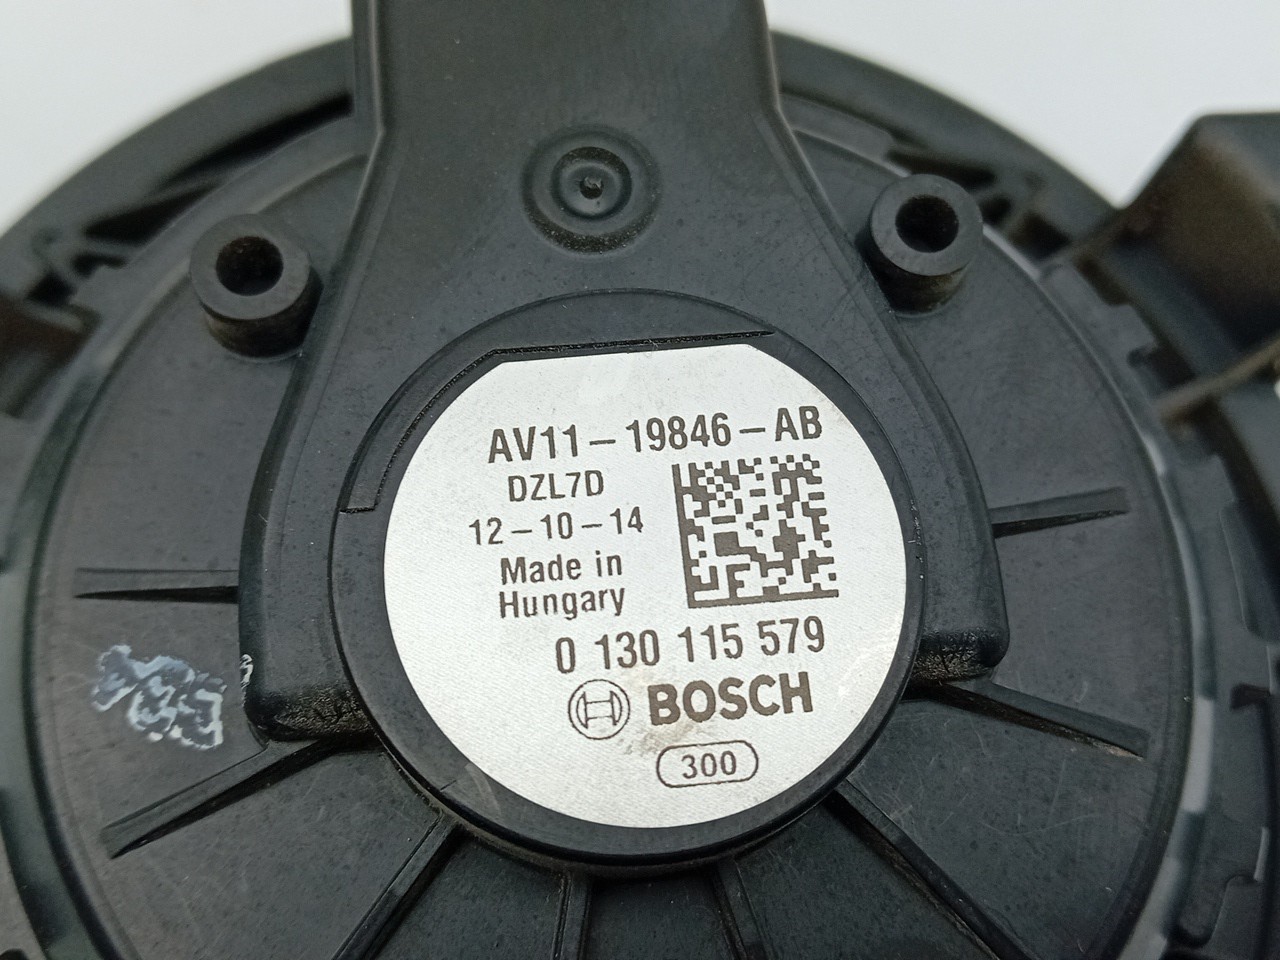 AV11-19846-AB
DZL7D
12-10-14
Made in
Hungary
0 130 115 579
BOSCH
300